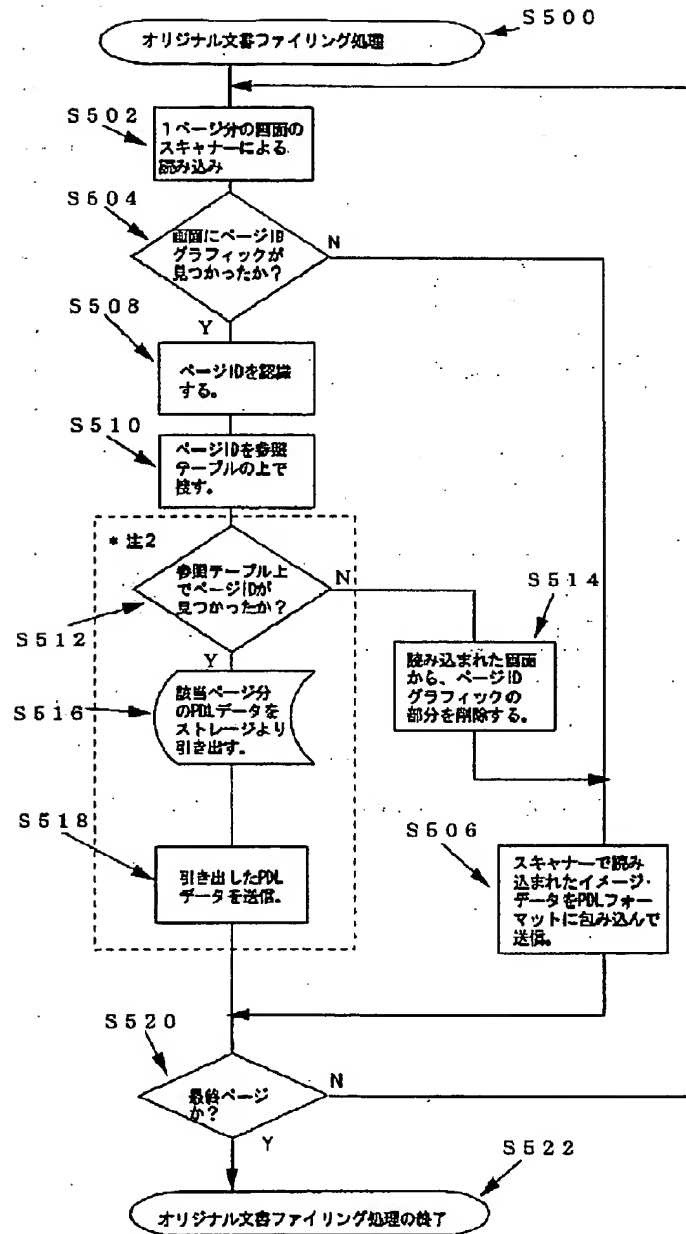 S500
オリジナル文書ファイリング処理
S502
1ページ分の画面の
スキャナーによる
読み込み
S504
画面にページID
グラフィックが
見つかったか?
N
Y
S508
ページIDを認識
する。
S510
ページIDを参照
テーブルの上で
捜す。
* 注2
参照テーブル上
でページIDが
見つかったか?
N
S514
S512
Y
読み込まれた画面
から、ページID
グラフィックの
部分を削除する。
該当ページ分
のPDLデータを
ストレージより
引き出す。
S516
S506
S518
スキャナーで読み
込まれたイメージ・
データをPDLフォー
マットに包み込んで
送信。
引き出したPDL
データを送信。
S520
最終ページ
か?
N
Y
S522
オリジナル文書ファイリング処理の終了